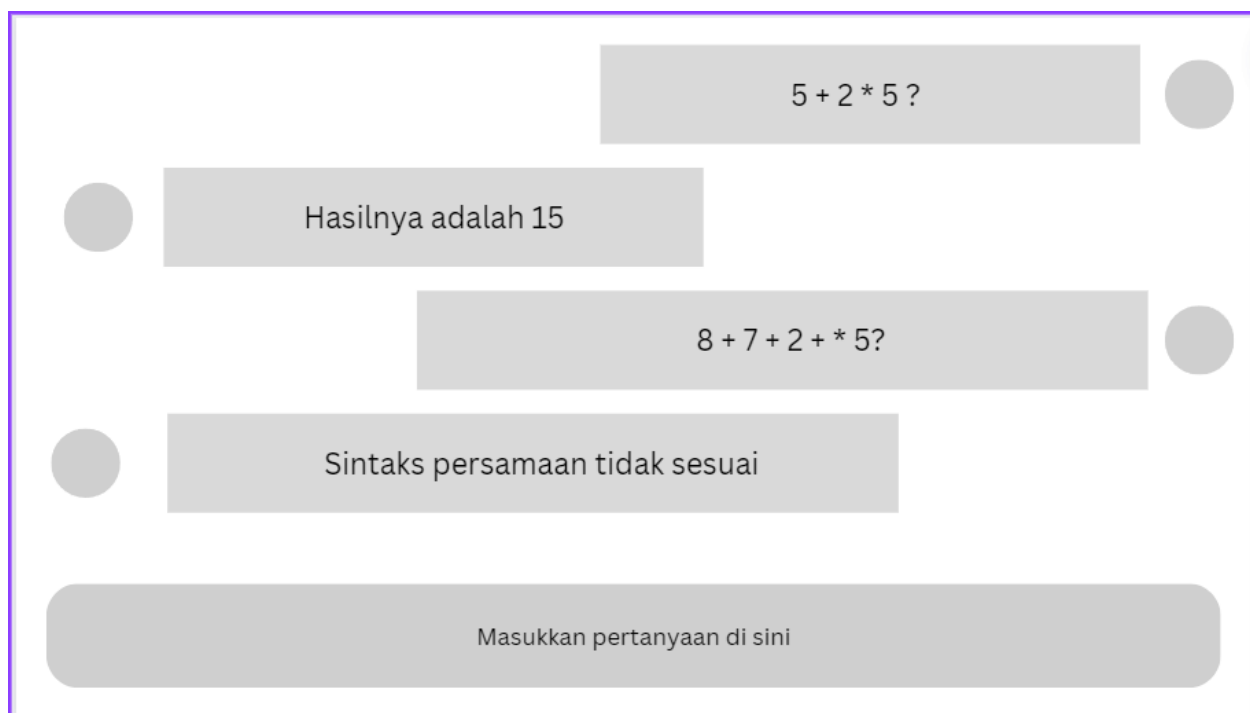 5 + 2 * 5 ?
Hasilnya adalah 15
8 + 7 + 2 + * 5?
Sintaks persamaan tidak sesuai
Masukkan pertanyaan di sini